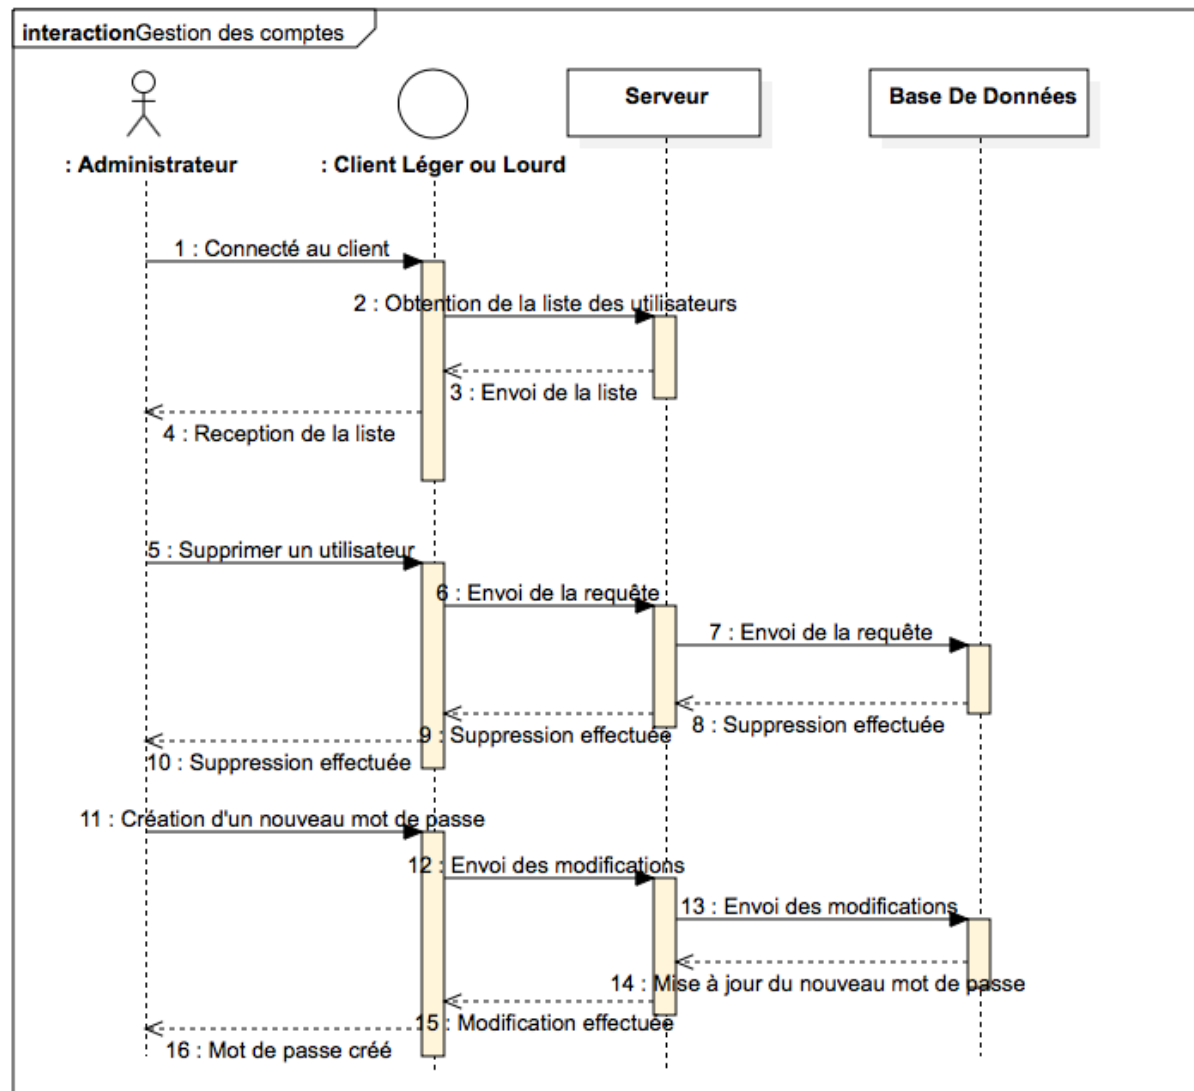 interactionGestion des comptes
Serveur
Base De Données
: Administrateur
: Client Léger ou Lourd
1 : Connecté au client
2 : Obtention de la liste des utilisateurs
3 : Envoi de la liste
4 : Reception de la liste
5 : Supprimer un utilisateur
6 : Envoi de la requête
7 : Envoi de la requête
8 : Suppression effectuée
9 : Suppression effectuée
10 : Suppression effectuée
11 : Création d'un nouveau mot de passe
12 : Envoi des modifications
13 : Envoi des modifications
14 : Mise à jour du nouveau mot de passe
15 : Modification effectuée
16 : Mot de passe créé